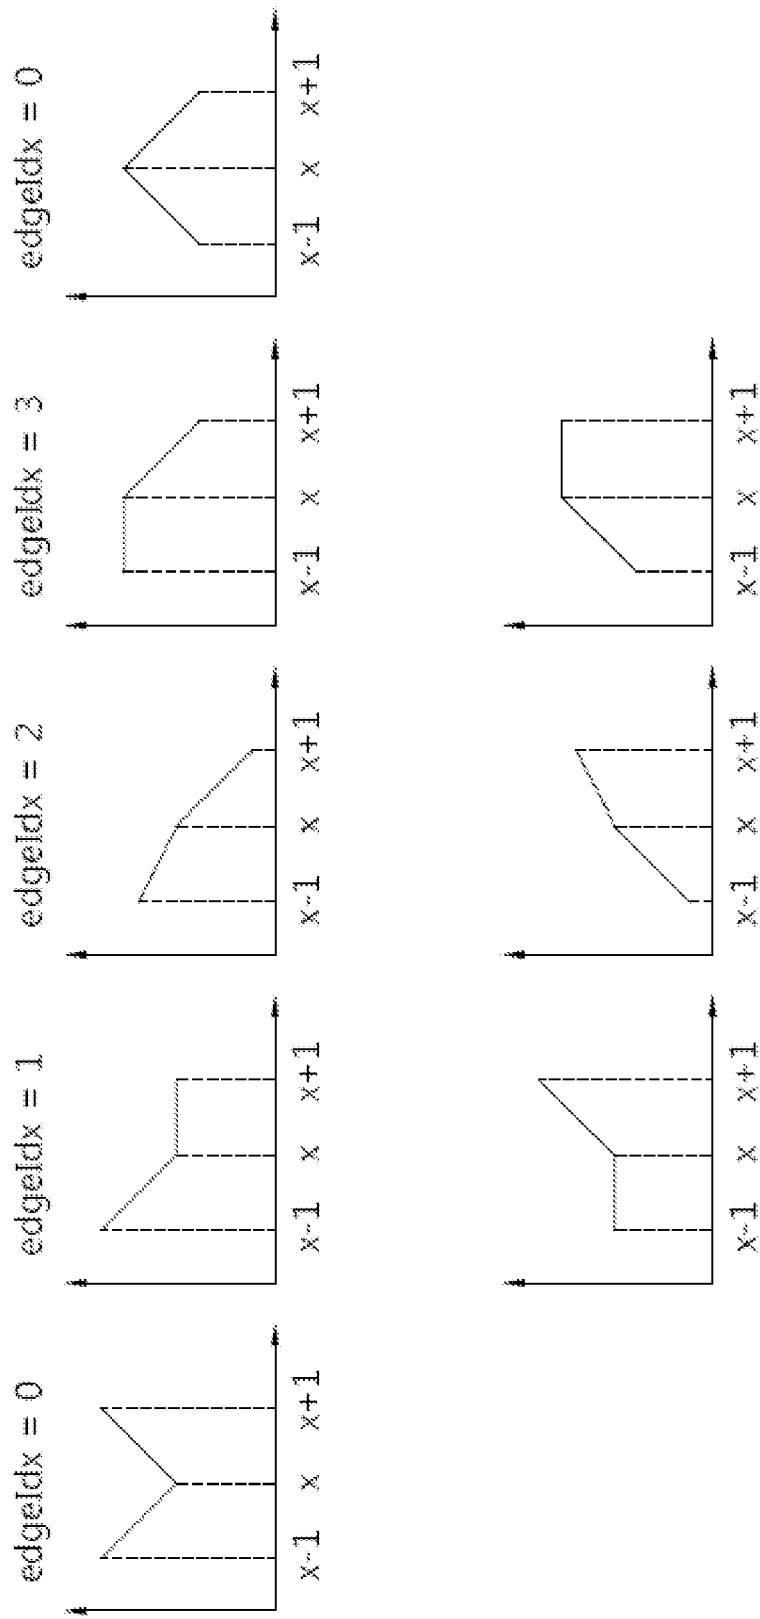 edgeIdx = 0
edgeIdx = 1
edgeIdx = 2
edgeIdx = 3
edgeIdx = 0
x-1 x x+1
x-1 x x+1
x-1 x x+1
x-1 x x+1
x-1 x x+1
x-1 x x+1
x-1 x x+1
x-1 x x+1